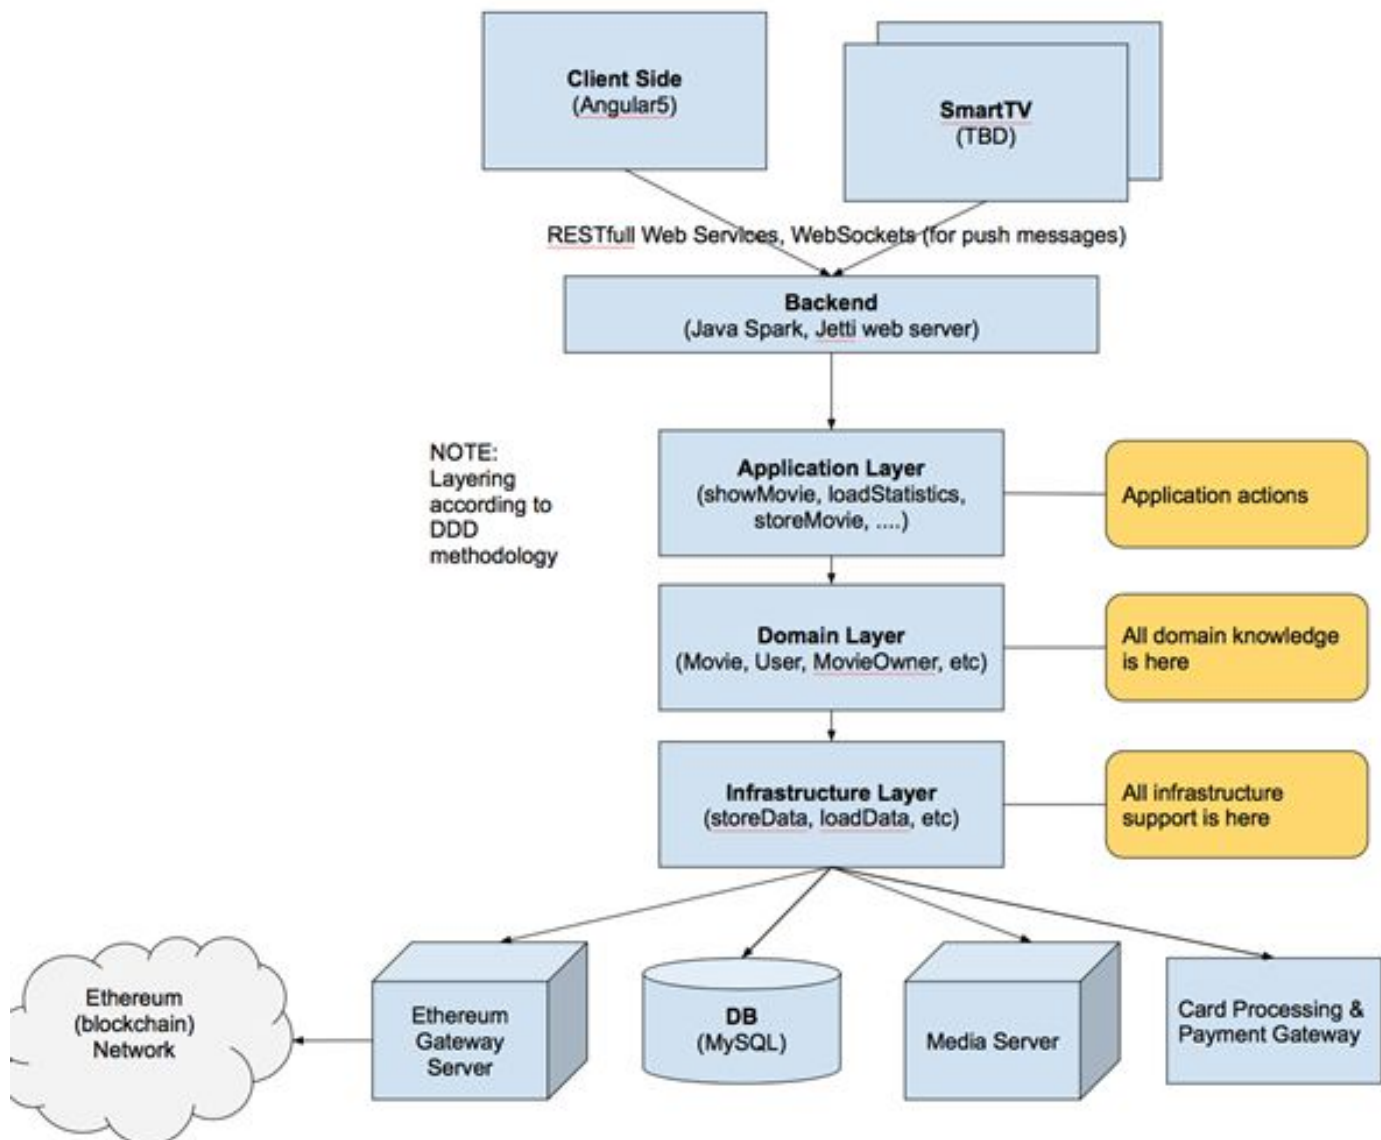 Client Side
(Angular5)
SmartTV
(TBD)
RESTfull Web Services, WebSockets (for push messages)
Backend
(Java Spark, Jetti web server)
NOTE:
Layering
according to
DDD
methodology
Application Layer
(showMovie, loadStatistics,
storeMovie, ....)
Application actions
Domain Layer
(Movie, User, MovieOwner, etc)
All domain knowledge
is here
Infrastructure Layer
(storeData, loadData, etc)
All infrastructure
support is here
Ethereum
(blockchain)
Network
Ethereum
Gateway
Server
DB
(MySQL)
Media Server
Card Processing &
Payment Gateway